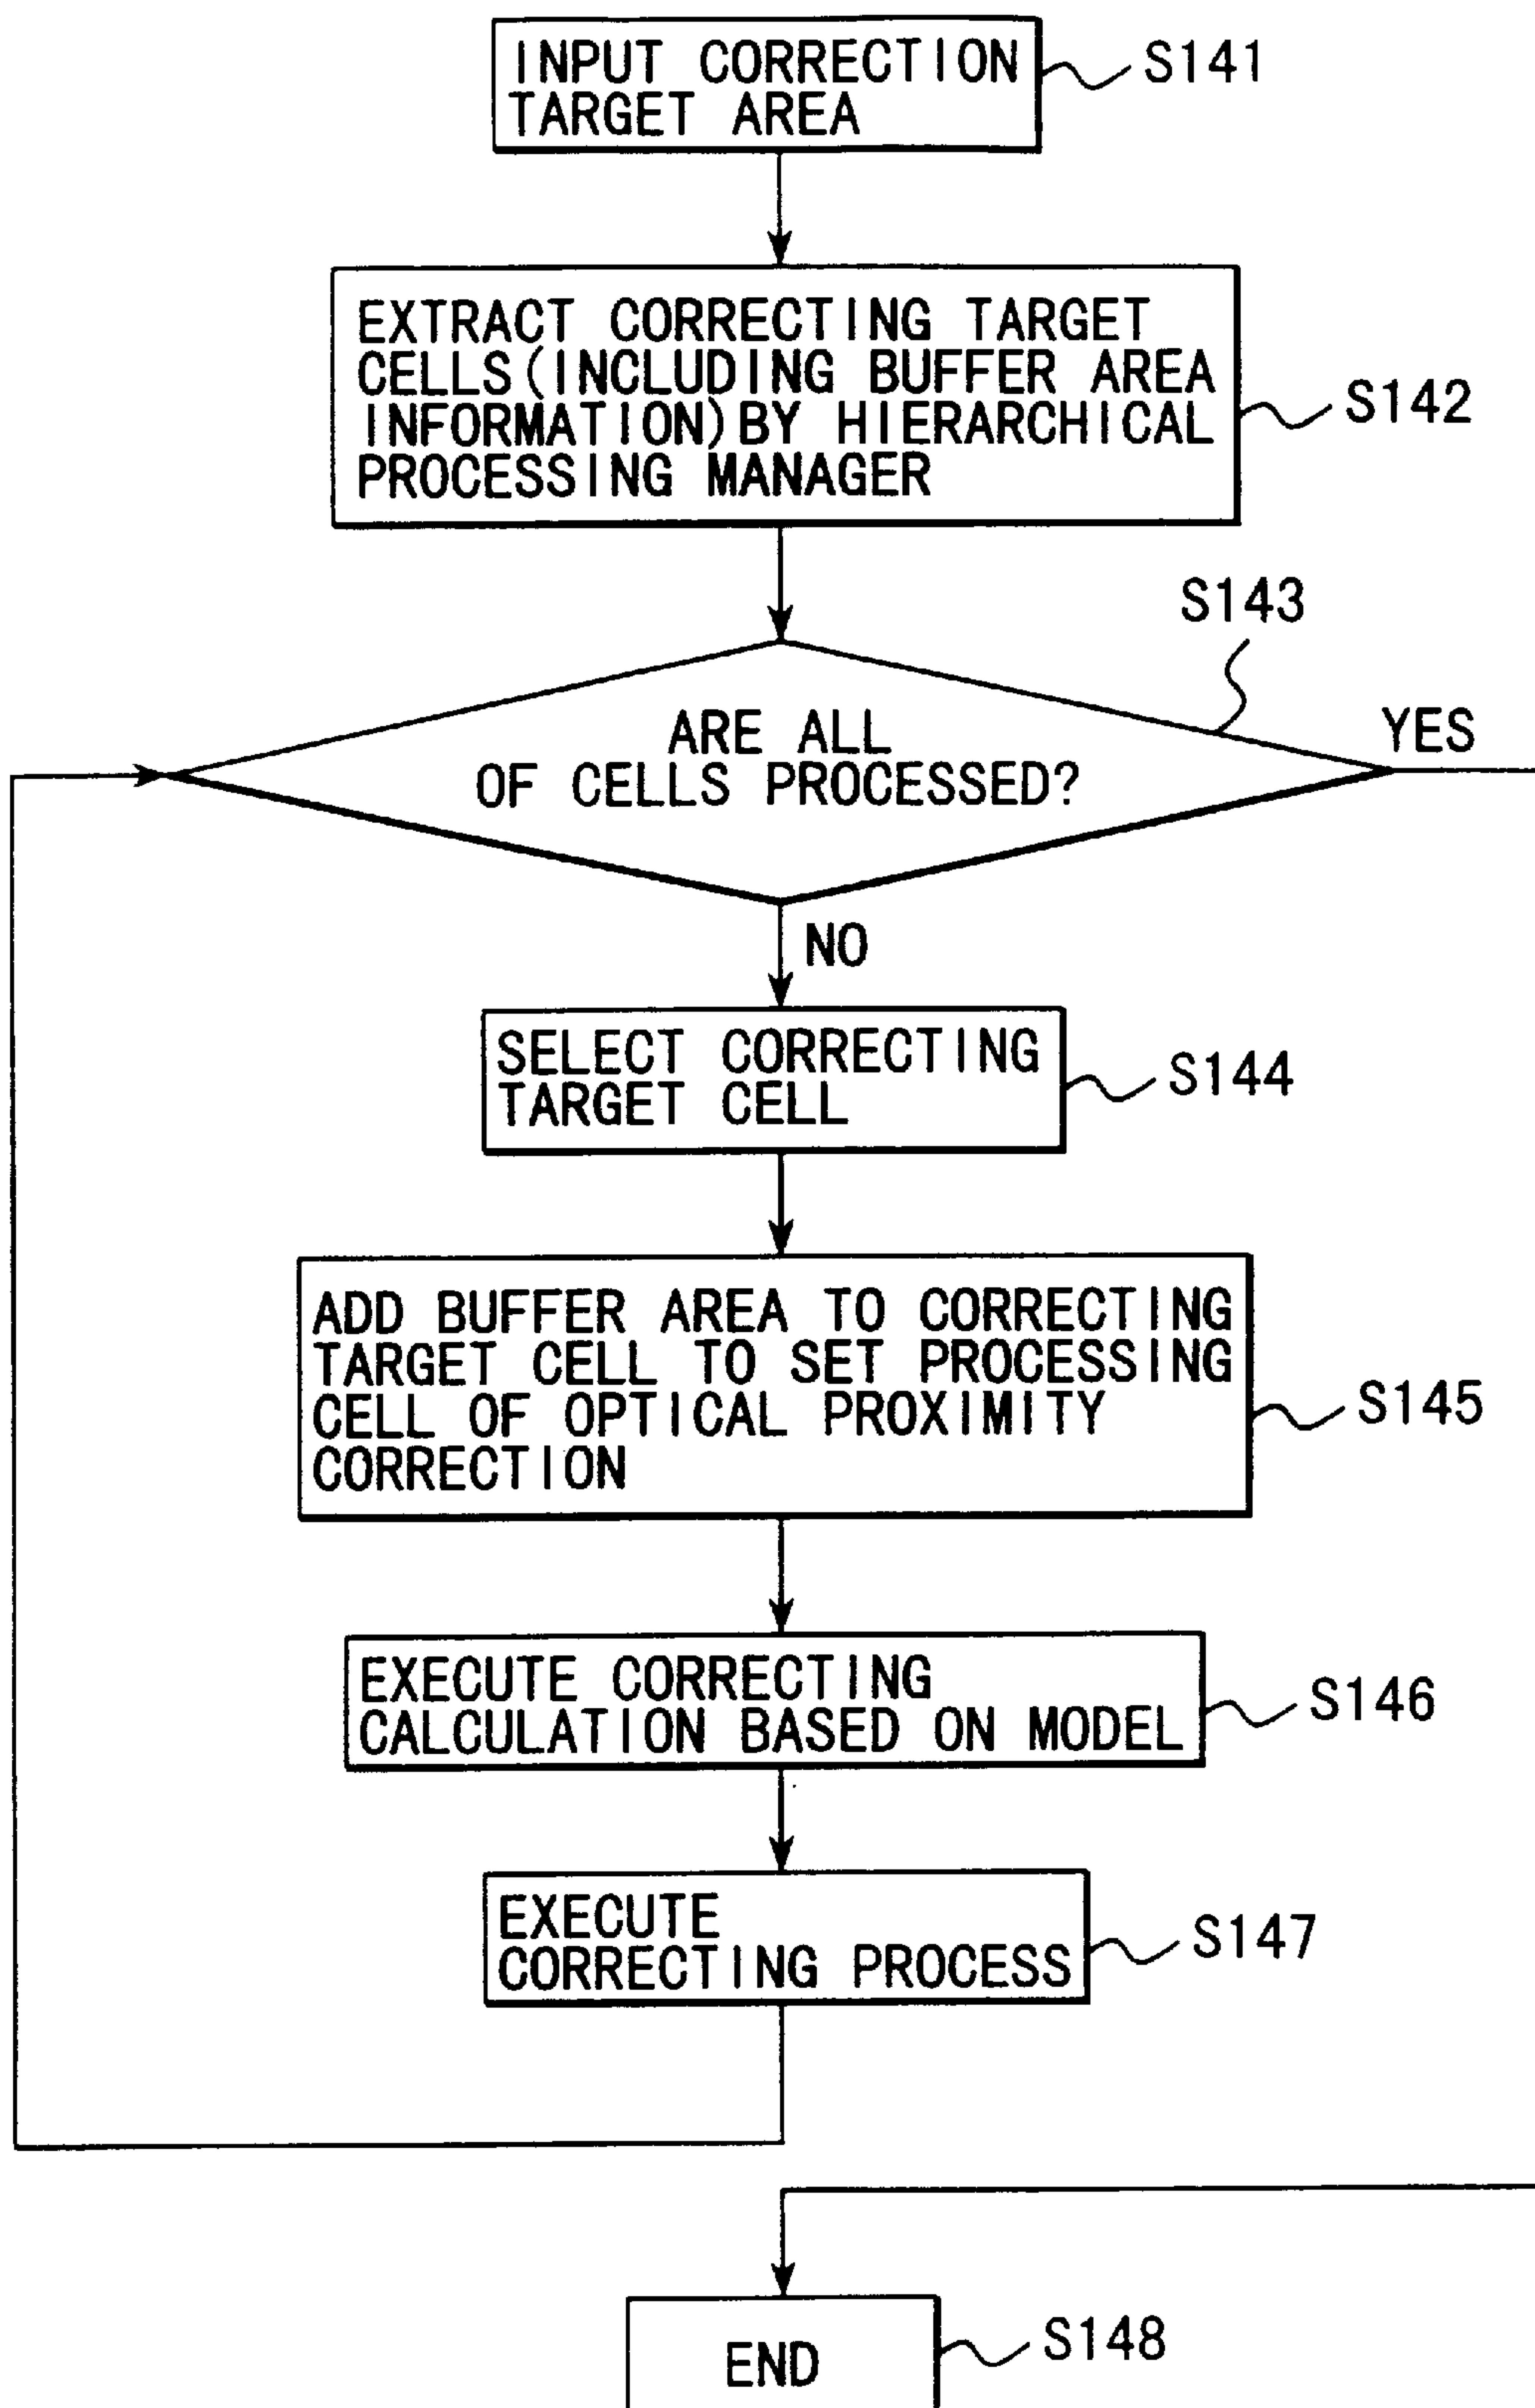 INPUT CORRECTION
TARGET AREA
S141
EXTRACT CORRECTING TARGET
CELLS(INCLUDING BUFFER AREA
INFORMATION)BY HIERARCHICAL
PROCESSING MANAGER
S142
S143
ARE ALL
OF CELLS PROCESSED?
YES
NO
SELECT CORRECTING
TARGET CELL
S144
ADD BUFFER AREA TO CORRECTING
TARGET CELL TO SET PROCESSING
CELL OF OPTICAL PROXIMITY
CORRECTION
S145
EXECUTE CORRECTING
CALCULATION BASED ON MODEL
S146
EXECUTE
CORRECTING PROCESS
S147
END
S148